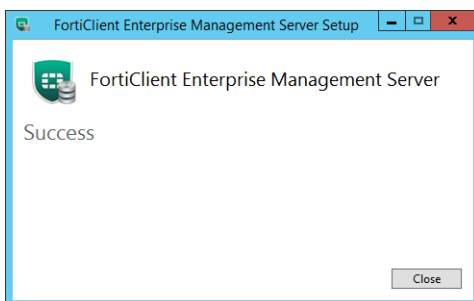 FortiClient Enterprise Management Server Setup
FortiClient Enterprise Management Server
Success
Close